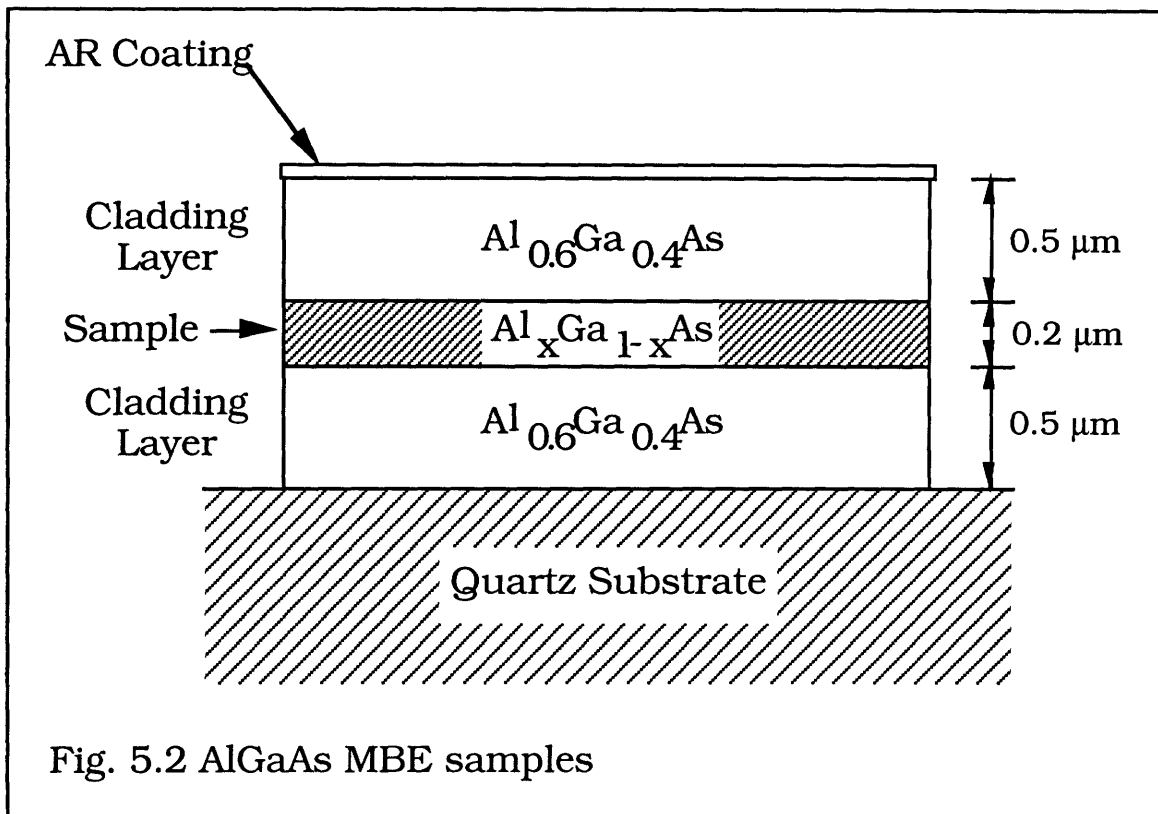 AR Coating
Cladding
Layer
Al 0.6Ga 0.4As
0.5 μm
Sample
Al xGa 1-xAs
0.2 μm
Cladding
Layer
Al 0.6Ga 0.4As
0.5 μm
Quartz Substrate
Fig. 5.2 AlGaAs MBE samples